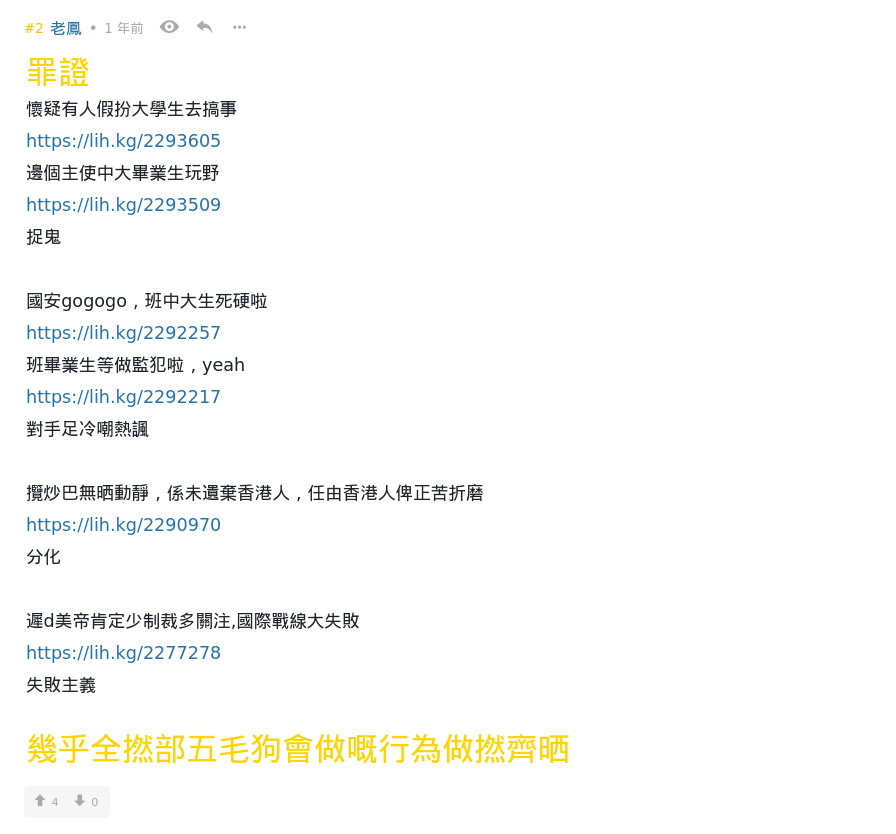 #2 老鳳 • 1 年前
罪證
懷疑有人假扮大學生去搞事
https://lih.kg/2293605
邊個主使中大畢業生玩野
https://lih.kg/2293509
捉鬼
國安gogogo，班中大生死硬啦
https://lih.kg/2292257
班畢業生等做監犯啦，yeah
https://lih.kg/2292217
對手足冷嘲熱諷
攬炒巴無晒動靜，係未遺棄香港人，任由香港人俾正苦折磨
https://lih.kg/2290970
分化
遲d美帝肯定少制裁多關注,國際戰線大失敗
https://lih.kg/2277278
失敗主義
幾乎全撚部五毛狗會做嘅行為做撚齊晒
4 0